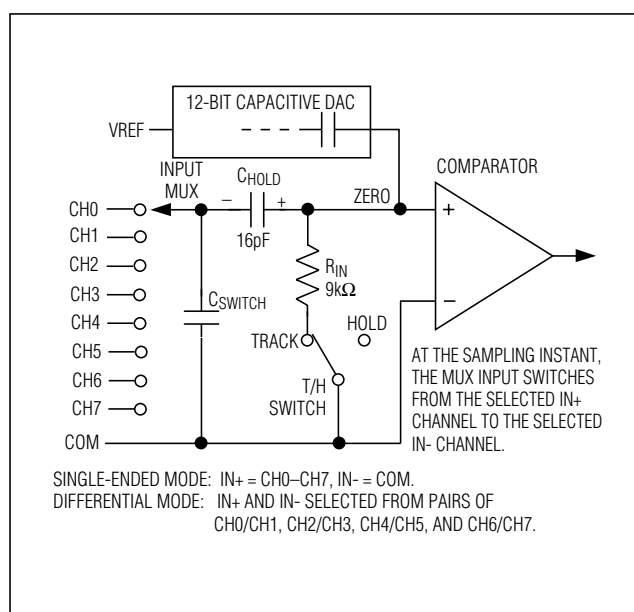 12-BIT CAPACITIVE DAC
VREF
INPUT
MUX
CHOLD
– +
16pF
ZERO
COMPARATOR
+
–
CH0
CH1
CH2
CH3
CH4
CH5
CH6
CH7
COM
CSWITCH
RIN
9kΩ
TRACK
HOLD
T/H
SWITCH
AT THE SAMPLING INSTANT,
THE MUX INPUT SWITCHES
FROM THE SELECTED IN+
CHANNEL TO THE SELECTED
IN- CHANNEL.
SINGLE-ENDED MODE: IN+ = CH0–CH7, IN- = COM.
DIFFERENTIAL MODE: IN+ AND IN- SELECTED FROM PAIRS OF
CH0/CH1, CH2/CH3, CH4/CH5, AND CH6/CH7.